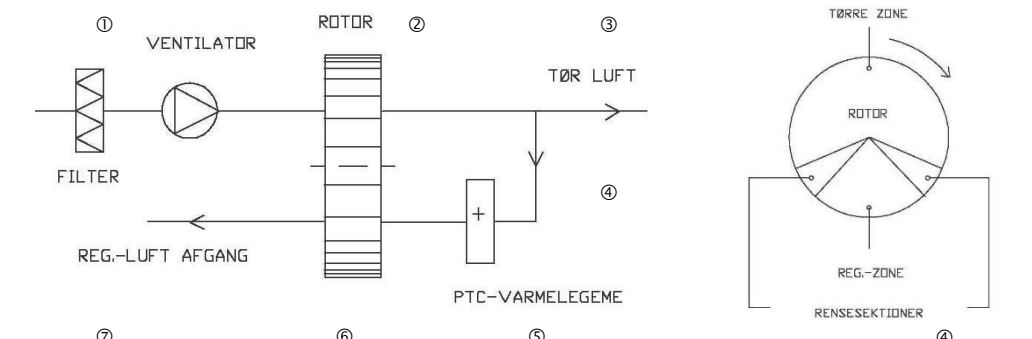 ① ROTOR ② ③ TØRRE ZONE
VENTILATOR
TØR LUFT
ROTOR
FILTER
④
+
REG.-LUFT AFGANG
REG.-ZONE
PTC-VARMELEGEME
RENSESEKTIONER
⑦ ⑥ ⑤ ④